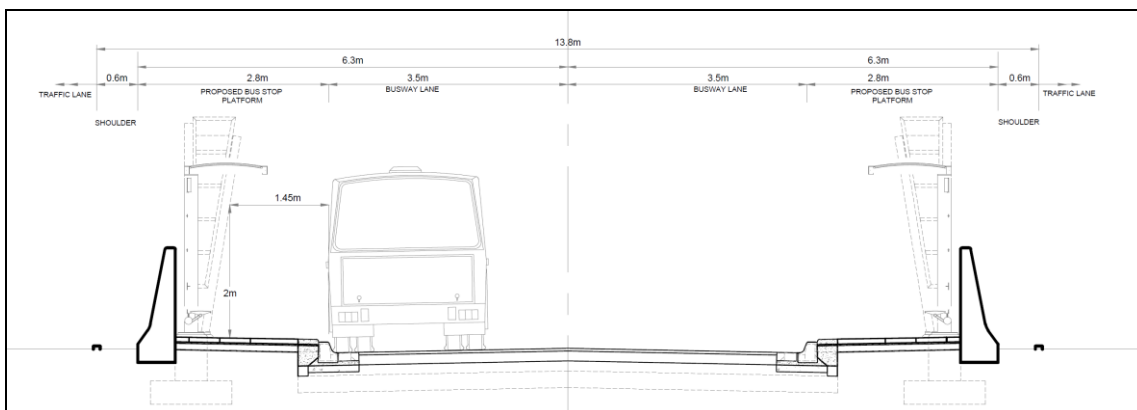 13.8m
6.3m 6.3m
0.6m 2.8m 3.5m 3.5m 2.8m 0.6m
TRAFFIC LANE PROPOSED BUS STOP BUSWAY LANE BUSWAY LANE PROPOSED BUS STOP TRAFFIC LANE
PLATFORM PLATFORM
SHOULDER SHOULDER
1.45m
2m